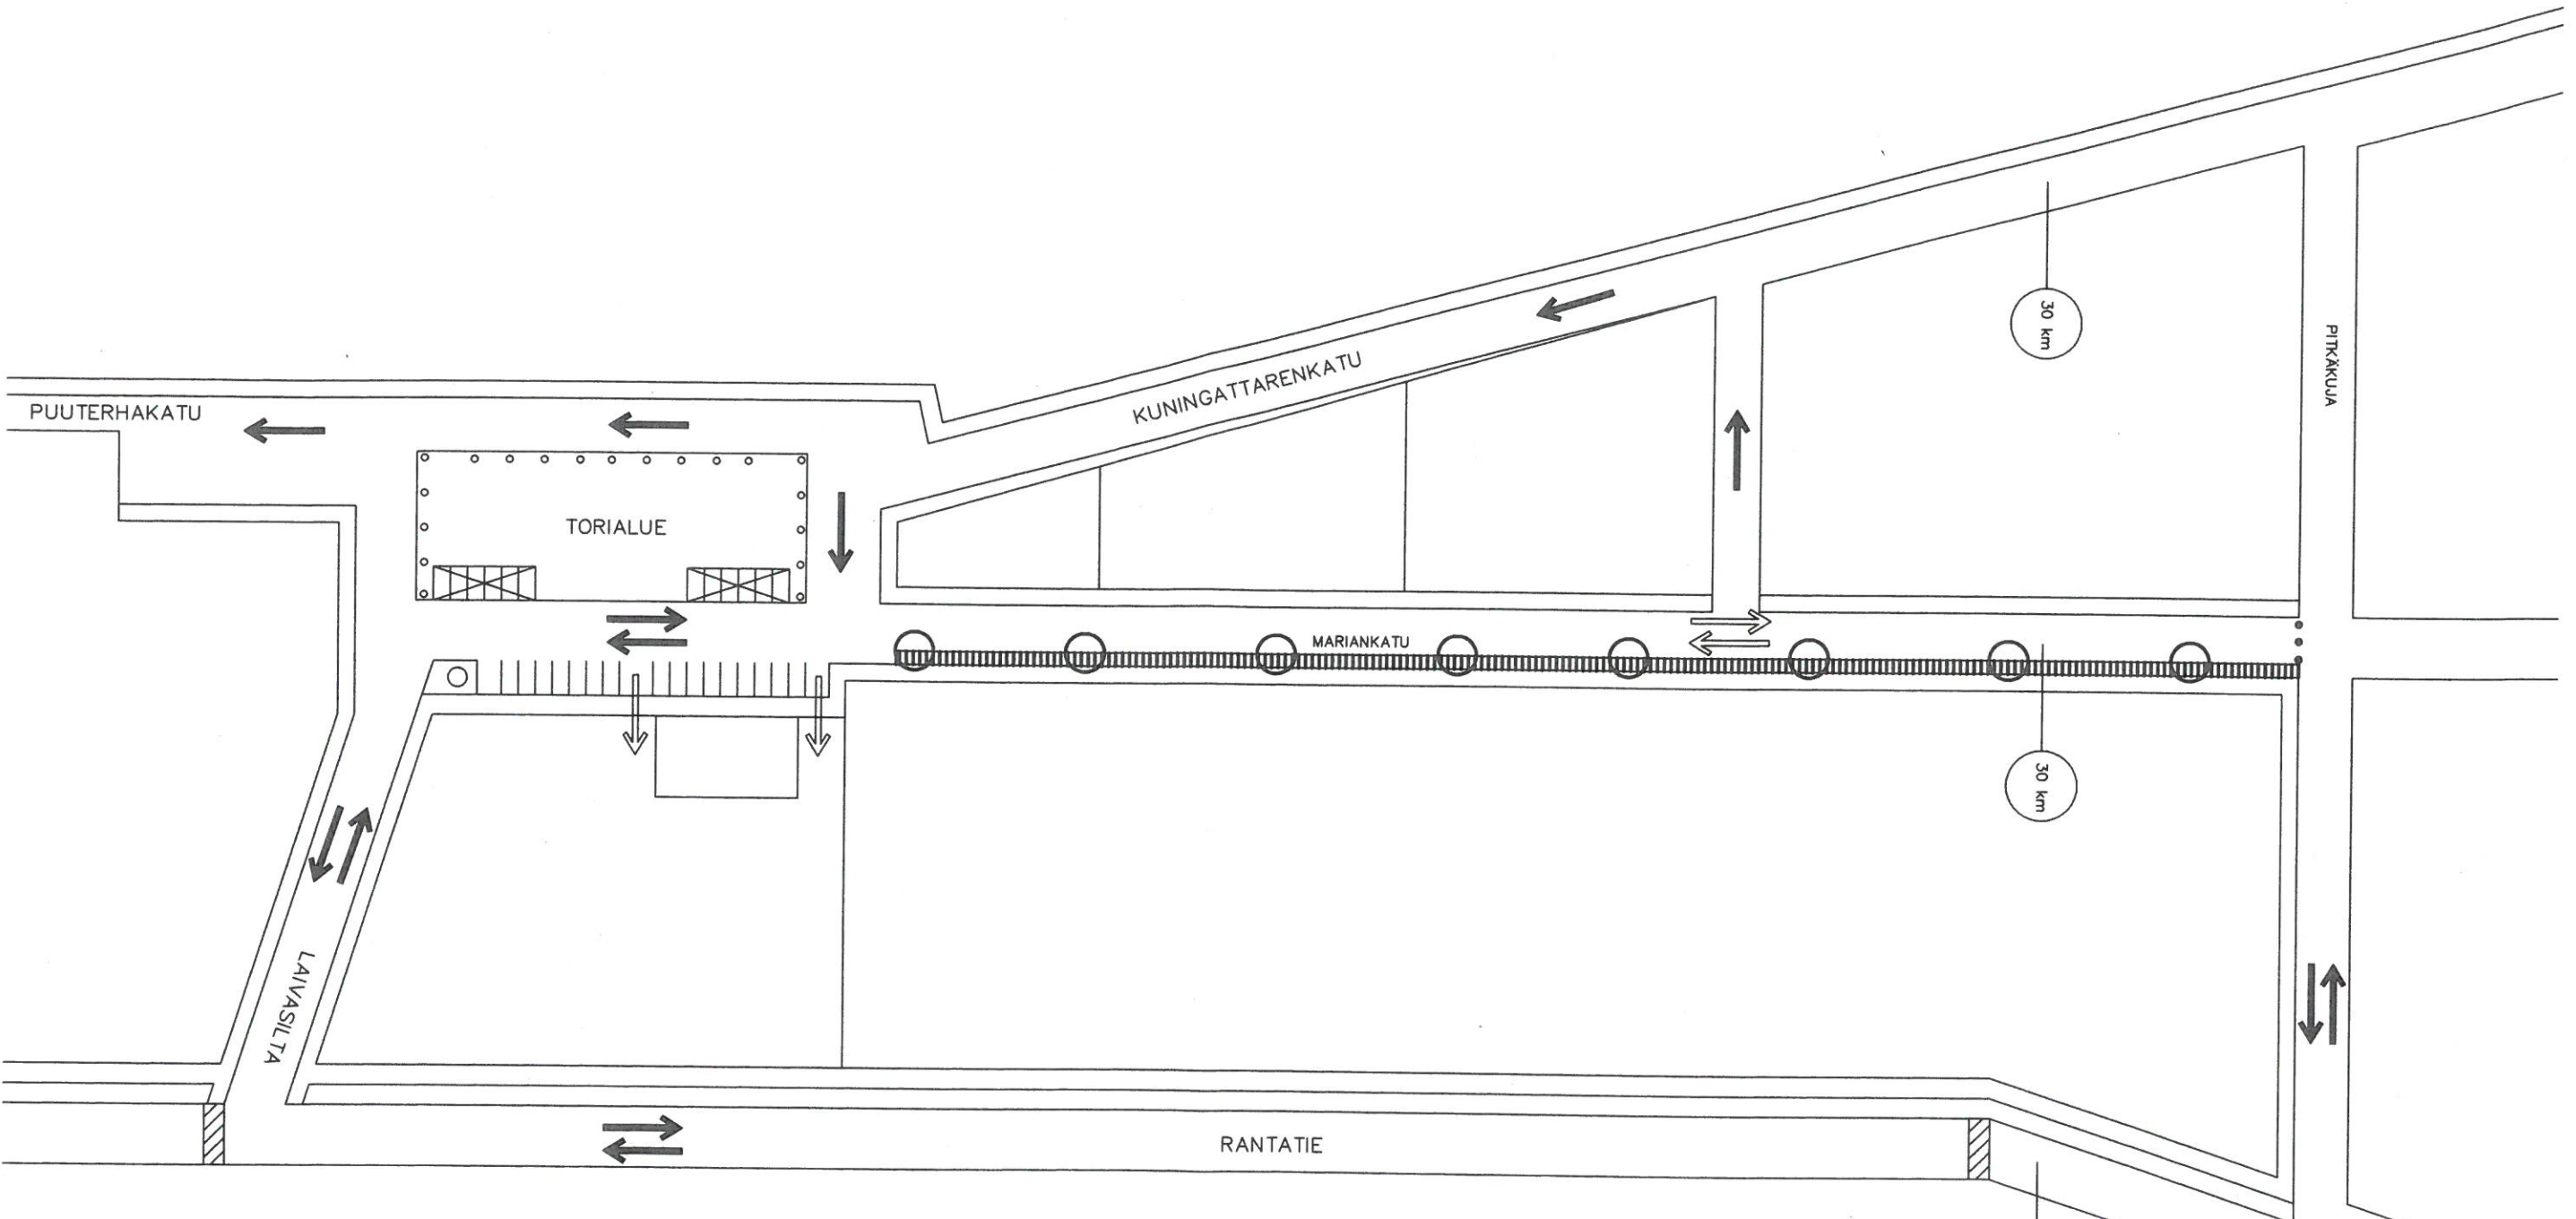 30 km
PITKÄKUJA
KUNINGATTARENKATU
PUUTERHAKATU
TORIALUE
MARIANKATU
30 km
LAIVASILTA
RANTATIE